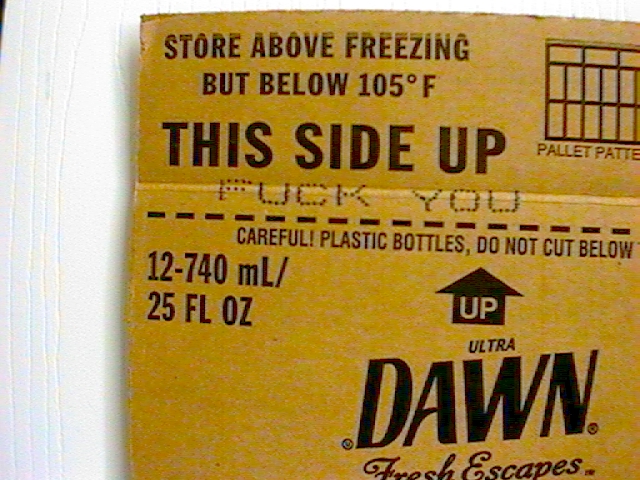 STORE ABOVE FREEZING
BUT BELOW 105° F
THIS SIDE UP
PALLET PATTE
FUCK YOU
CAREFUL! PLASTIC BOTTLES, DO NOT CUT BELOW
12-740 mL/
25 FL OZ
UP
ULTRA
DAWN®
Fresh Escapes™